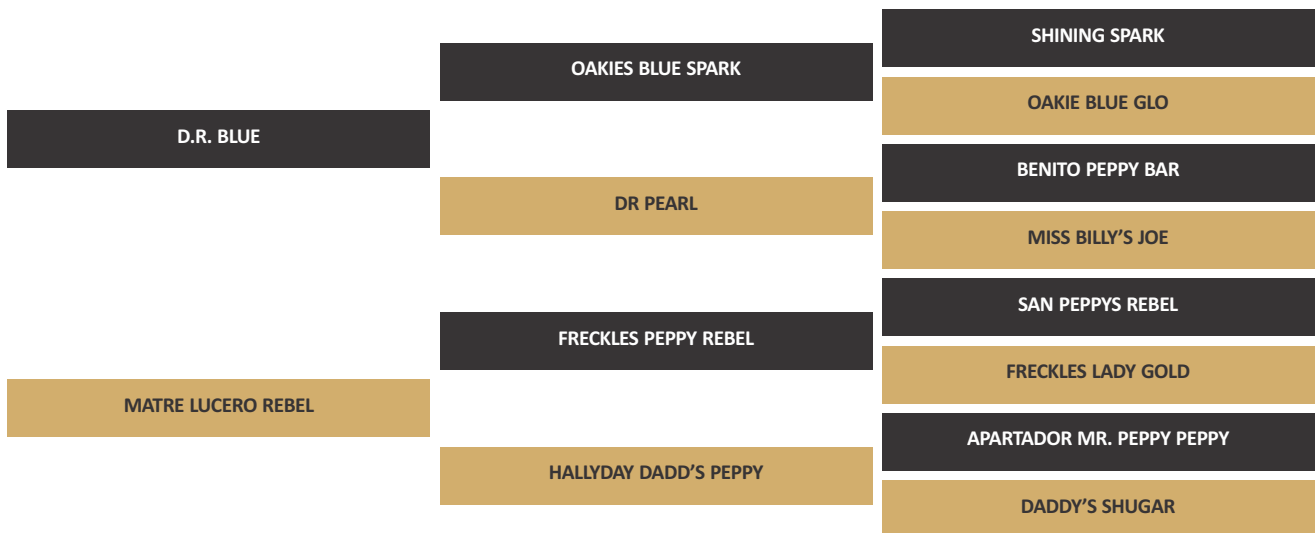 SHINING SPARK
OAKIES BLUE SPARK
OAKIE BLUE GLO
D.R. BLUE
BENITO PEPPY BAR
DR PEARL
MISS BILLY’S JOE
SAN PEPPYS REBEL
FRECKLES PEPPY REBEL
FRECKLES LADY GOLD
MATRE LUCERO REBEL
APARTADOR MR. PEPPY PEPPY
HALLYDAY DADD’S PEPPY
DADDY’S SHUGAR